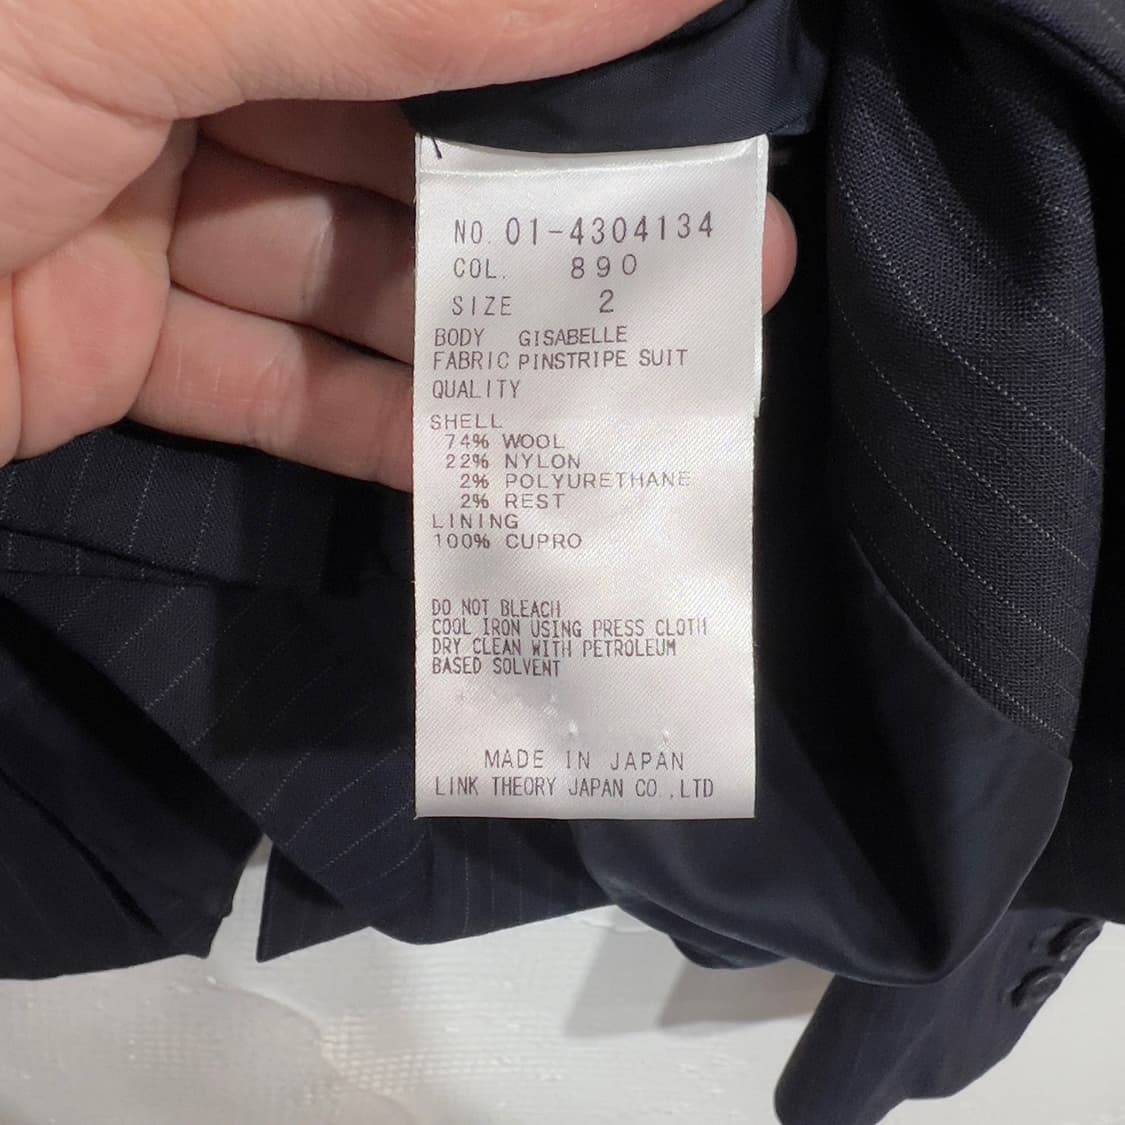 NO. 01-4304134
COL. 890
SIZE 2
BODY GISABELLE
FABRIC PINSTRIPE SUIT
QUALITY
SHELL
74% WOOL
22% NYLON
2% POLYURETHANE
2% REST
LINING
100% CUPRO
DO NOT BLEACH
COOL IRON USING PRESS CLOTH
DRY CLEAN WITH PETROLEUM
BASED SOLVENT
MADE IN JAPAN
LINK THEORY JAPAN CO.,LTD